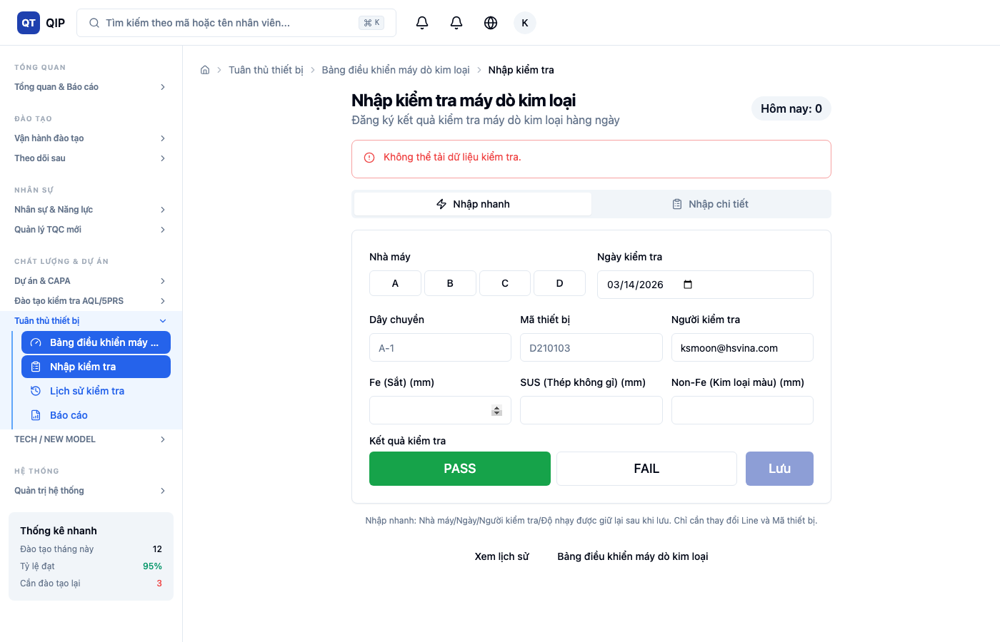 QT QIP
Tìm kiếm theo mã hoặc tên nhân viên...
⌘ K
K
TỔNG QUAN
Tổng quan & Báo cáo
ĐÀO TẠO
Vận hành đào tạo
Theo dõi sau
NHÂN SỰ
Nhân sự & Năng lực
Quản lý TQC mới
CHẤT LƯỢNG & DỰ ÁN
Dự án & CAPA
Đào tạo kiểm tra AQL/5PRS
Tuân thủ thiết bị
Bảng điều khiển máy ...
Nhập kiểm tra
Lịch sử kiểm tra
Báo cáo
TECH / NEW MODEL
HỆ THỐNG
Quản trị hệ thống
Thống kê nhanh
Đào tạo tháng này 12
Tỷ lệ đạt 95%
Cần đào tạo lại 3
Tuân thủ thiết bị
Bảng điều khiển máy dò kim loại
Nhập kiểm tra
Nhập kiểm tra máy dò kim loại
Đăng ký kết quả kiểm tra máy dò kim loại hàng ngày
Hôm nay: 0
Không thể tải dữ liệu kiểm tra.
Nhập nhanh
Nhập chi tiết
Nhà máy
Ngày kiểm tra
A B C D
03/14/2026
Dây chuyền
Mã thiết bị
Người kiểm tra
A-1
D210103
ksmoon@hsvina.com
Fe (Sắt) (mm)
SUS (Thép không gỉ) (mm)
Non-Fe (Kim loại màu) (mm)
Kết quả kiểm tra
PASS
FAIL
Lưu
Nhập nhanh: Nhà máy/Ngày/Người kiểm tra/Độ nhạy được giữ lại sau khi lưu. Chỉ cần thay đổi Line và Mã thiết bị.
Xem lịch sử
Bảng điều khiển máy dò kim loại